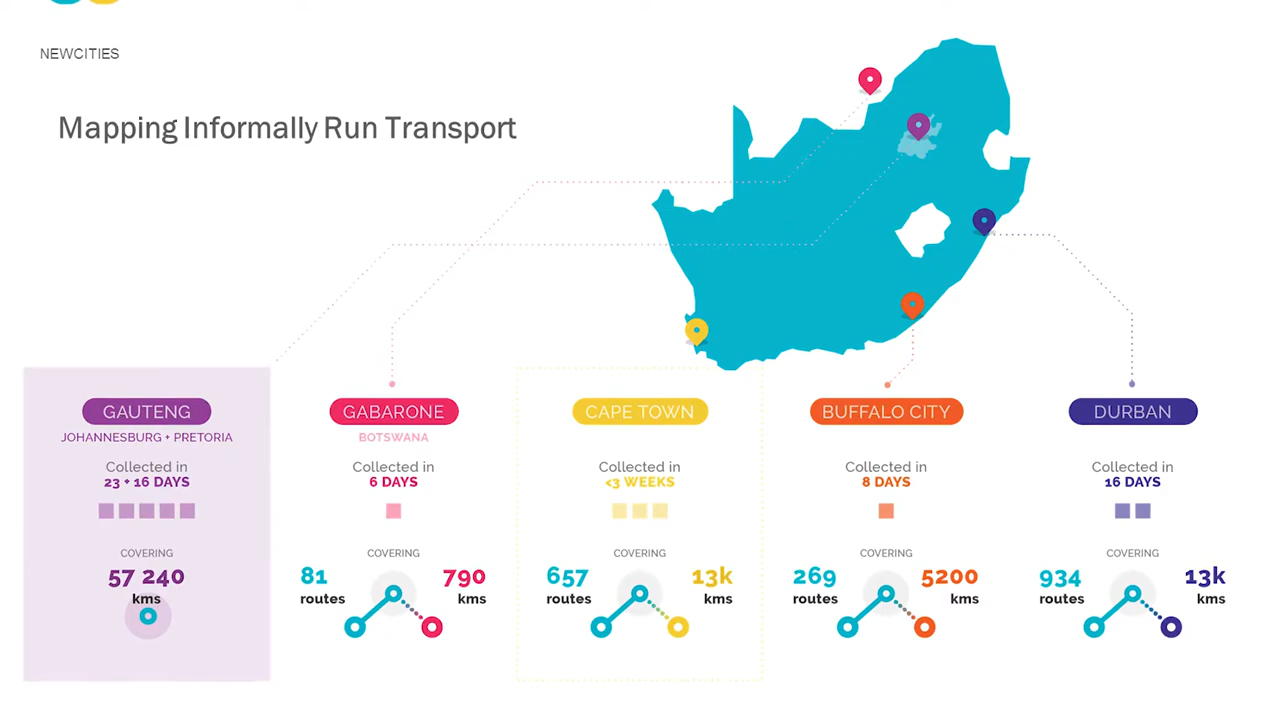 NEWCITIES
Mapping Informally Run Transport
GAUTENG
JOHANNESBURG + PRETORIA
Collected in
23 + 16 DAYS
COVERING
57 240
kms
GABARONE
BOTSWANA
Collected in
6 DAYS
COVERING
81
routes
790
kms
CAPE TOWN
Collected in
<3 WEEKS
COVERING
657
routes
13k
kms
BUFFALO CITY
Collected in
8 DAYS
COVERING
269
routes
5200
kms
DURBAN
Collected in
16 DAYS
COVERING
934
routes
13k
kms